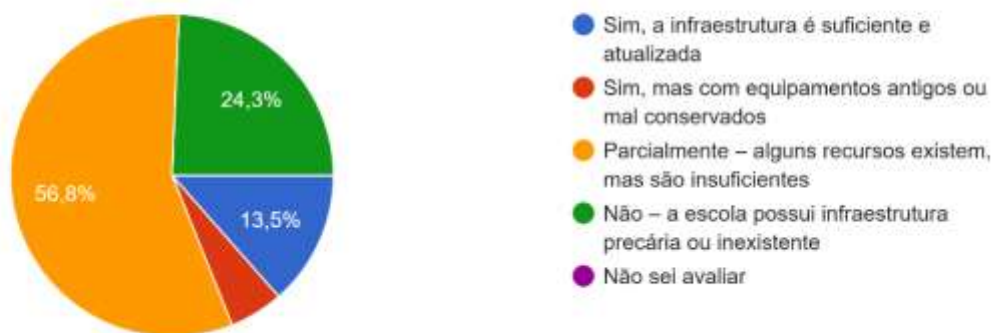 24,3%
56,8%
13,5%
Sim, a infraestrutura é suficiente e
atualizada
Sim, mas com equipamentos antigos ou
mal conservados
Parcialmente – alguns recursos existem,
mas são insuficientes
Não – a escola possui infraestrutura
precária ou inexistente
Não sei avaliar